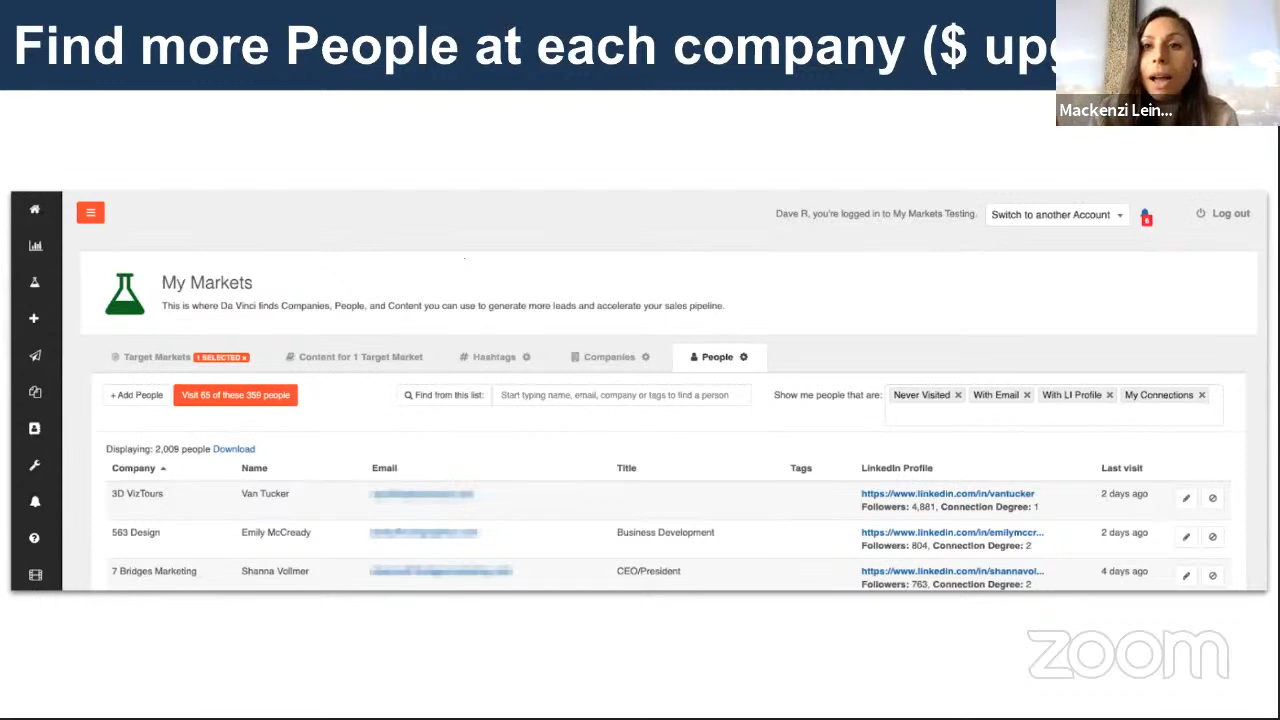 Find more People at each company ($ upg
Mackenzi Lein...
Dave R, you're logged in to My Markets Testing.
Switch to another Account
6
Log out
My Markets
This is where Da Vinci finds Companies, People, and Content you can use to generate more leads and accelerate your sales pipeline.
Target Markets 1 SELECTED x
Content for 1 Target Market
# Hashtags
Companies
People
+ Add People
Visit 65 of these 359 people
Find from this list:
Start typing name, email, company or tags to find a person
Show me people that are:
Never Visited ×
With Email ×
With LI Profile ×
My Connections ×
Displaying: 2,009 people Download
Company Name Email Title Tags LinkedIn Profile Last visit
3D VizTours Van Tucker https://www.linkedin.com/in/vantucker 2 days ago
Followers: 4,881, Connection Degree: 1
563 Design Emily McCready Business Development https://www.linkedin.com/in/emilymccr... 2 days ago
Followers: 804, Connection Degree: 2
7 Bridges Marketing Shanna Vollmer CEO/President https://www.linkedin.com/in/shannavol... 4 days ago
Followers: 763, Connection Degree: 2
zoom